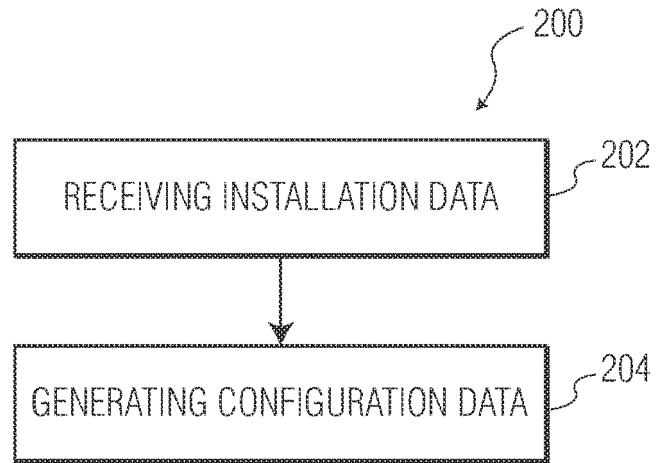 200
RECEIVING INSTALLATION DATA
202
GENERATING CONFIGURATION DATA
204